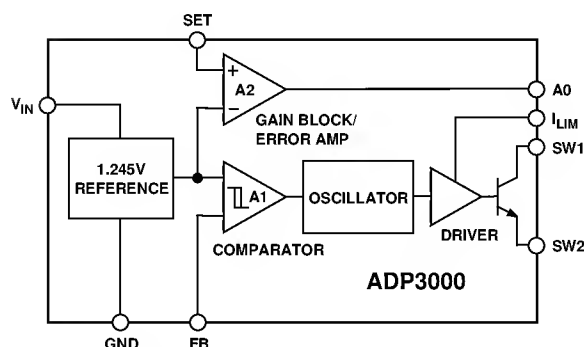 SET
V_IN
+
A2
−
A0
GAIN BLOCK/
ERROR AMP
I_LIM
SW1
1.245V
REFERENCE
A1
OSCILLATOR
COMPARATOR
DRIVER
SW2
ADP3000
GND
FB